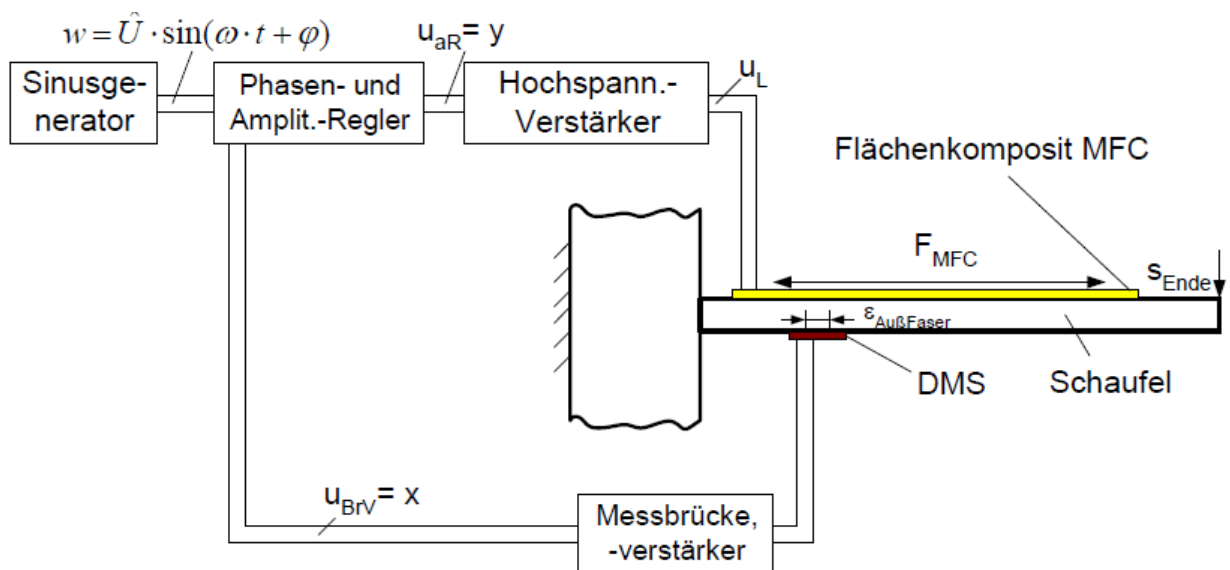 w = Û · sin(ω · t + φ)
u_aR = y
Sinusge-
nerator
Phasen- und
Amplit.-Regler
Hochspann.-
Verstärker
u_L
Flächenkomposit MFC
F_MFC
s_Ende
ε_AußFaser
DMS
Schaufel
u_BrV = x
Messbrücke,
-verstärker